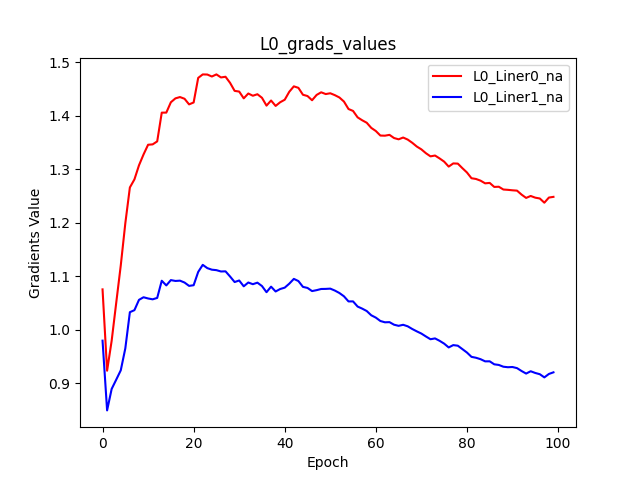 L0_grads_values
L0_Liner0_na
L0_Liner1_na
Gradients Value
1.5
1.4
1.3
1.2
1.1
1.0
0.9
0
20
40
60
80
100
Epoch